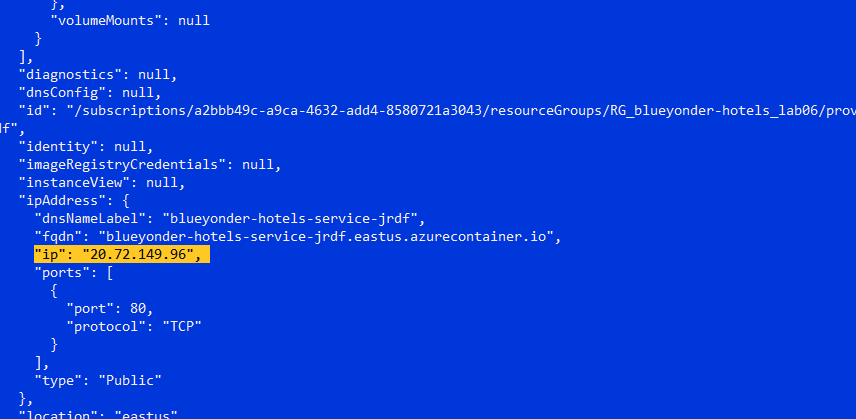 },
"volumeMounts": null
}
],
"diagnostics": null,
"dnsConfig": null,
"id": "/subscriptions/a2bbb49c-a9ca-4632-add4-8580721a3043/resourceGroups/RG_blueyonder-hotels_lab06/prov
df",
"identity": null,
"imageRegistryCredentials": null,
"instanceView": null,
"ipAddress": {
"dnsNameLabel": "blueyonder-hotels-service-jrdf",
"fqdn": "blueyonder-hotels-service-jrdf.eastus.azurecontainer.io",
"ip": "20.72.149.96",
"ports": [
{
"port": 80,
"protocol": "TCP"
}
],
"type": "Public"
},
"location": "eastus"